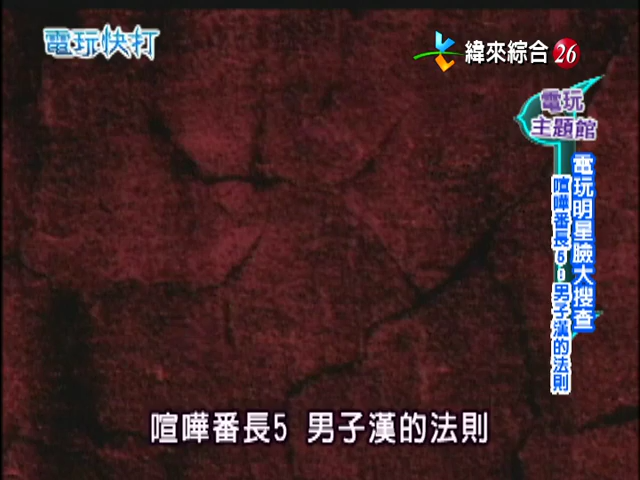 電玩快打
緯來綜合26
電玩
主題館
電玩明星臉大搜查
喧嘩番長5：男子漢的法則
喧嘩番長5 男子漢的法則